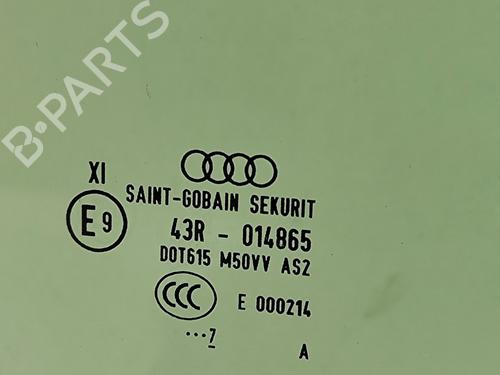 B-PARTS
XI
SAINT-GOBAIN SEKURIT
E9
43R - 014865
DOT615 M50VV AS2
CCC
E 000214
...7
A